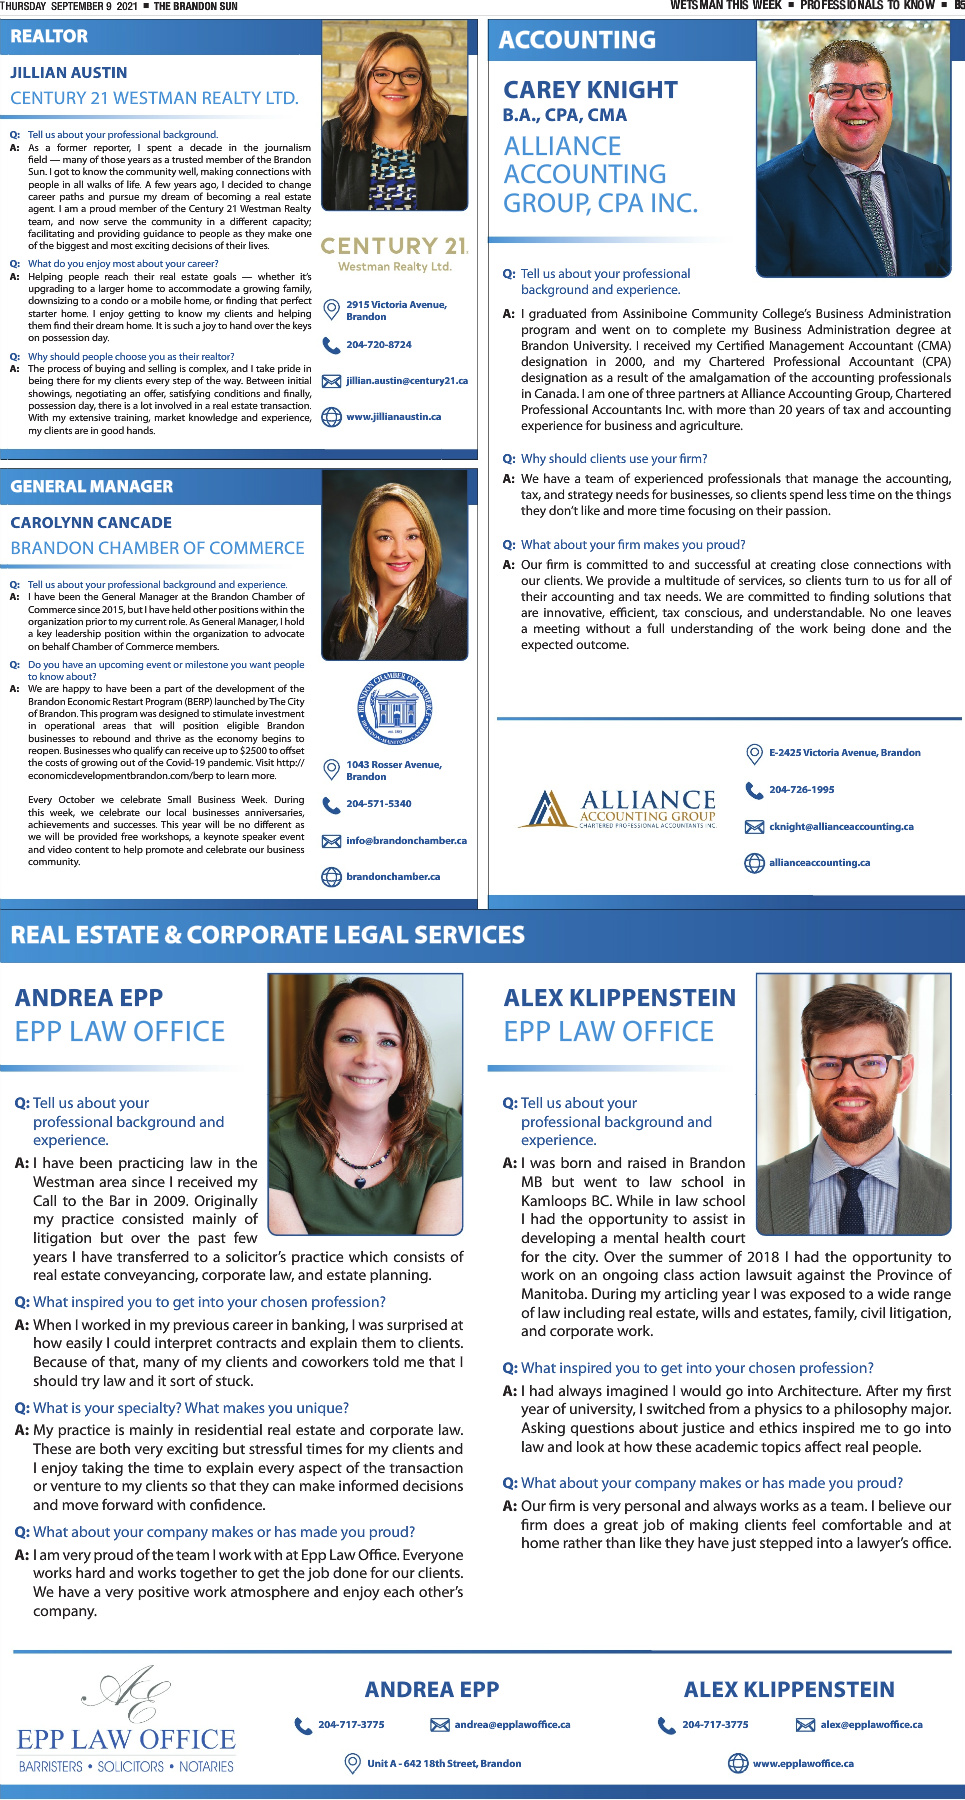 THURSDAY SEPTEMBER 9 2021 ■ THE BRANDON SUN
WETSMAN THIS WEEK ■ PROFESSIONALS TO KNOW ■ B5
REALTOR
JILLIAN AUSTIN
CENTURY 21 WESTMAN REALTY LTD.
Q: Tell us about your professional background.
A: As a former reporter, I spent a decade in the journalism
field — many of those years as a trusted member of the Brandon
Sun. I got to know the community well, making connections with
people in all walks of life. A few years ago, I decided to change
career paths and pursue my dream of becoming a real estate
agent. I am a proud member of the Century 21 Westman Realty
team, and now serve the community in a different capacity;
facilitating and providing guidance to people as they make one
of the biggest and most exciting decisions of their lives.
Q: What do you enjoy most about your career?
A: Helping people reach their real estate goals — whether it's
upgrading to a larger home to accommodate a growing family,
downsizing to a condo or a mobile home, or finding that perfect
starter home. I enjoy getting to know my clients and helping
them find their dream home. It is such a joy to hand over the keys
on possession day.
Q: Why should people choose you as their realtor?
A: The process of buying and selling is complex, and I take pride in
being there for my clients every step of the way. Between initial
showings, negotiating an offer, satisfying conditions and finally,
possession day, there is a lot involved in a real estate transaction.
With my extensive training, market knowledge and experience,
my clients are in good hands.
CENTURY 21.
Westman Realty Ltd.
2915 Victoria Avenue,
Brandon
204-720-8724
jillian.austin@century21.ca
www.jillianaustin.ca
GENERAL MANAGER
CAROLYNN CANCADE
BRANDON CHAMBER OF COMMERCE
Q: Tell us about your professional background and experience.
A: I have been the General Manager at the Brandon Chamber of
Commerce since 2015, but I have held other positions within the
organization prior to my current role. As General Manager, I hold
a key leadership position within the organization to advocate
on behalf Chamber of Commerce members.
Q: Do you have an upcoming event or milestone you want people
to know about?
A: We are happy to have been a part of the development of the
Brandon Economic Restart Program (BERP) launched by The City
of Brandon. This program was designed to stimulate investment
in operational areas that will position eligible Brandon
businesses to rebound and thrive as the economy begins to
reopen. Businesses who qualify can receive up to $2500 to offset
the costs of growing out of the Covid-19 pandemic. Visit http://
economicdevelopmentbrandon.com/berp to learn more.
Every October we celebrate Small Business Week. During
this week, we celebrate our local businesses anniversaries,
achievements and successes. This year will be no different as
we will be provided free workshops, a keynote speaker event
and video content to help promote and celebrate our business
community.
BRANDON CHAMBER OF COMMERCE
BRANDON·MANITOBA·CANADA
1043 Rosser Avenue,
Brandon
204-571-5340
info@brandonchamber.ca
brandonchamber.ca
ACCOUNTING
CAREY KNIGHT
B.A., CPA, CMA
ALLIANCE
ACCOUNTING
GROUP, CPA INC.
Q: Tell us about your professional
background and experience.
A: I graduated from Assiniboine Community College's Business Administration
program and went on to complete my Business Administration degree at
Brandon University. I received my Certified Management Accountant (CMA)
designation in 2000, and my Chartered Professional Accountant (CPA)
designation as a result of the amalgamation of the accounting professionals
in Canada. I am one of three partners at Alliance Accounting Group, Chartered
Professional Accountants Inc. with more than 20 years of tax and accounting
experience for business and agriculture.
Q: Why should clients use your firm?
A: We have a team of experienced professionals that manage the accounting,
tax, and strategy needs for businesses, so clients spend less time on the things
they don't like and more time focusing on their passion.
Q: What about your firm makes you proud?
A: Our firm is committed to and successful at creating close connections with
our clients. We provide a multitude of services, so clients turn to us for all of
their accounting and tax needs. We are committed to finding solutions that
are innovative, efficient, tax conscious, and understandable. No one leaves
a meeting without a full understanding of the work being done and the
expected outcome.
ALLIANCE
ACCOUNTING GROUP
CHARTERED PROFESSIONAL ACCOUNTANTS INC.
E-2425 Victoria Avenue, Brandon
204-726-1995
cknight@allianceaccounting.ca
allianceaccounting.ca
REAL ESTATE & CORPORATE LEGAL SERVICES
ANDREA EPP
EPP LAW OFFICE
Q: Tell us about your
professional background and
experience.
A: I have been practicing law in the
Westman area since I received my
Call to the Bar in 2009. Originally
my practice consisted mainly of
litigation but over the past few
years I have transferred to a solicitor's practice which consists of
real estate conveyancing, corporate law, and estate planning.
Q: What inspired you to get into your chosen profession?
A: When I worked in my previous career in banking, I was surprised at
how easily I could interpret contracts and explain them to clients.
Because of that, many of my clients and coworkers told me that I
should try law and it sort of stuck.
Q: What is your specialty? What makes you unique?
A: My practice is mainly in residential real estate and corporate law.
These are both very exciting but stressful times for my clients and
I enjoy taking the time to explain every aspect of the transaction
or venture to my clients so that they can make informed decisions
and move forward with confidence.
Q: What about your company makes or has made you proud?
A: I am very proud of the team I work with at Epp Law Office. Everyone
works hard and works together to get the job done for our clients.
We have a very positive work atmosphere and enjoy each other's
company.
ALEX KLIPPENSTEIN
EPP LAW OFFICE
Q: Tell us about your
professional background and
experience.
A: I was born and raised in Brandon
MB but went to law school in
Kamloops BC. While in law school
I had the opportunity to assist in
developing a mental health court
for the city. Over the summer of 2018 I had the opportunity to
work on an ongoing class action lawsuit against the Province of
Manitoba. During my articling year I was exposed to a wide range
of law including real estate, wills and estates, family, civil litigation,
and corporate work.
Q: What inspired you to get into your chosen profession?
A: I had always imagined I would go into Architecture. After my first
year of university, I switched from a physics to a philosophy major.
Asking questions about justice and ethics inspired me to go into
law and look at how these academic topics affect real people.
Q: What about your company makes or has made you proud?
A: Our firm is very personal and always works as a team. I believe our
firm does a great job of making clients feel comfortable and at
home rather than like they have just stepped into a lawyer's office.
AE
EPP LAW OFFICE
BARRISTERS • SOLICITORS • NOTARIES
ANDREA EPP
204-717-3775
andrea@epplawoffice.ca
Unit A - 642 18th Street, Brandon
ALEX KLIPPENSTEIN
204-717-3775
alex@epplawoffice.ca
www.epplawoffice.ca